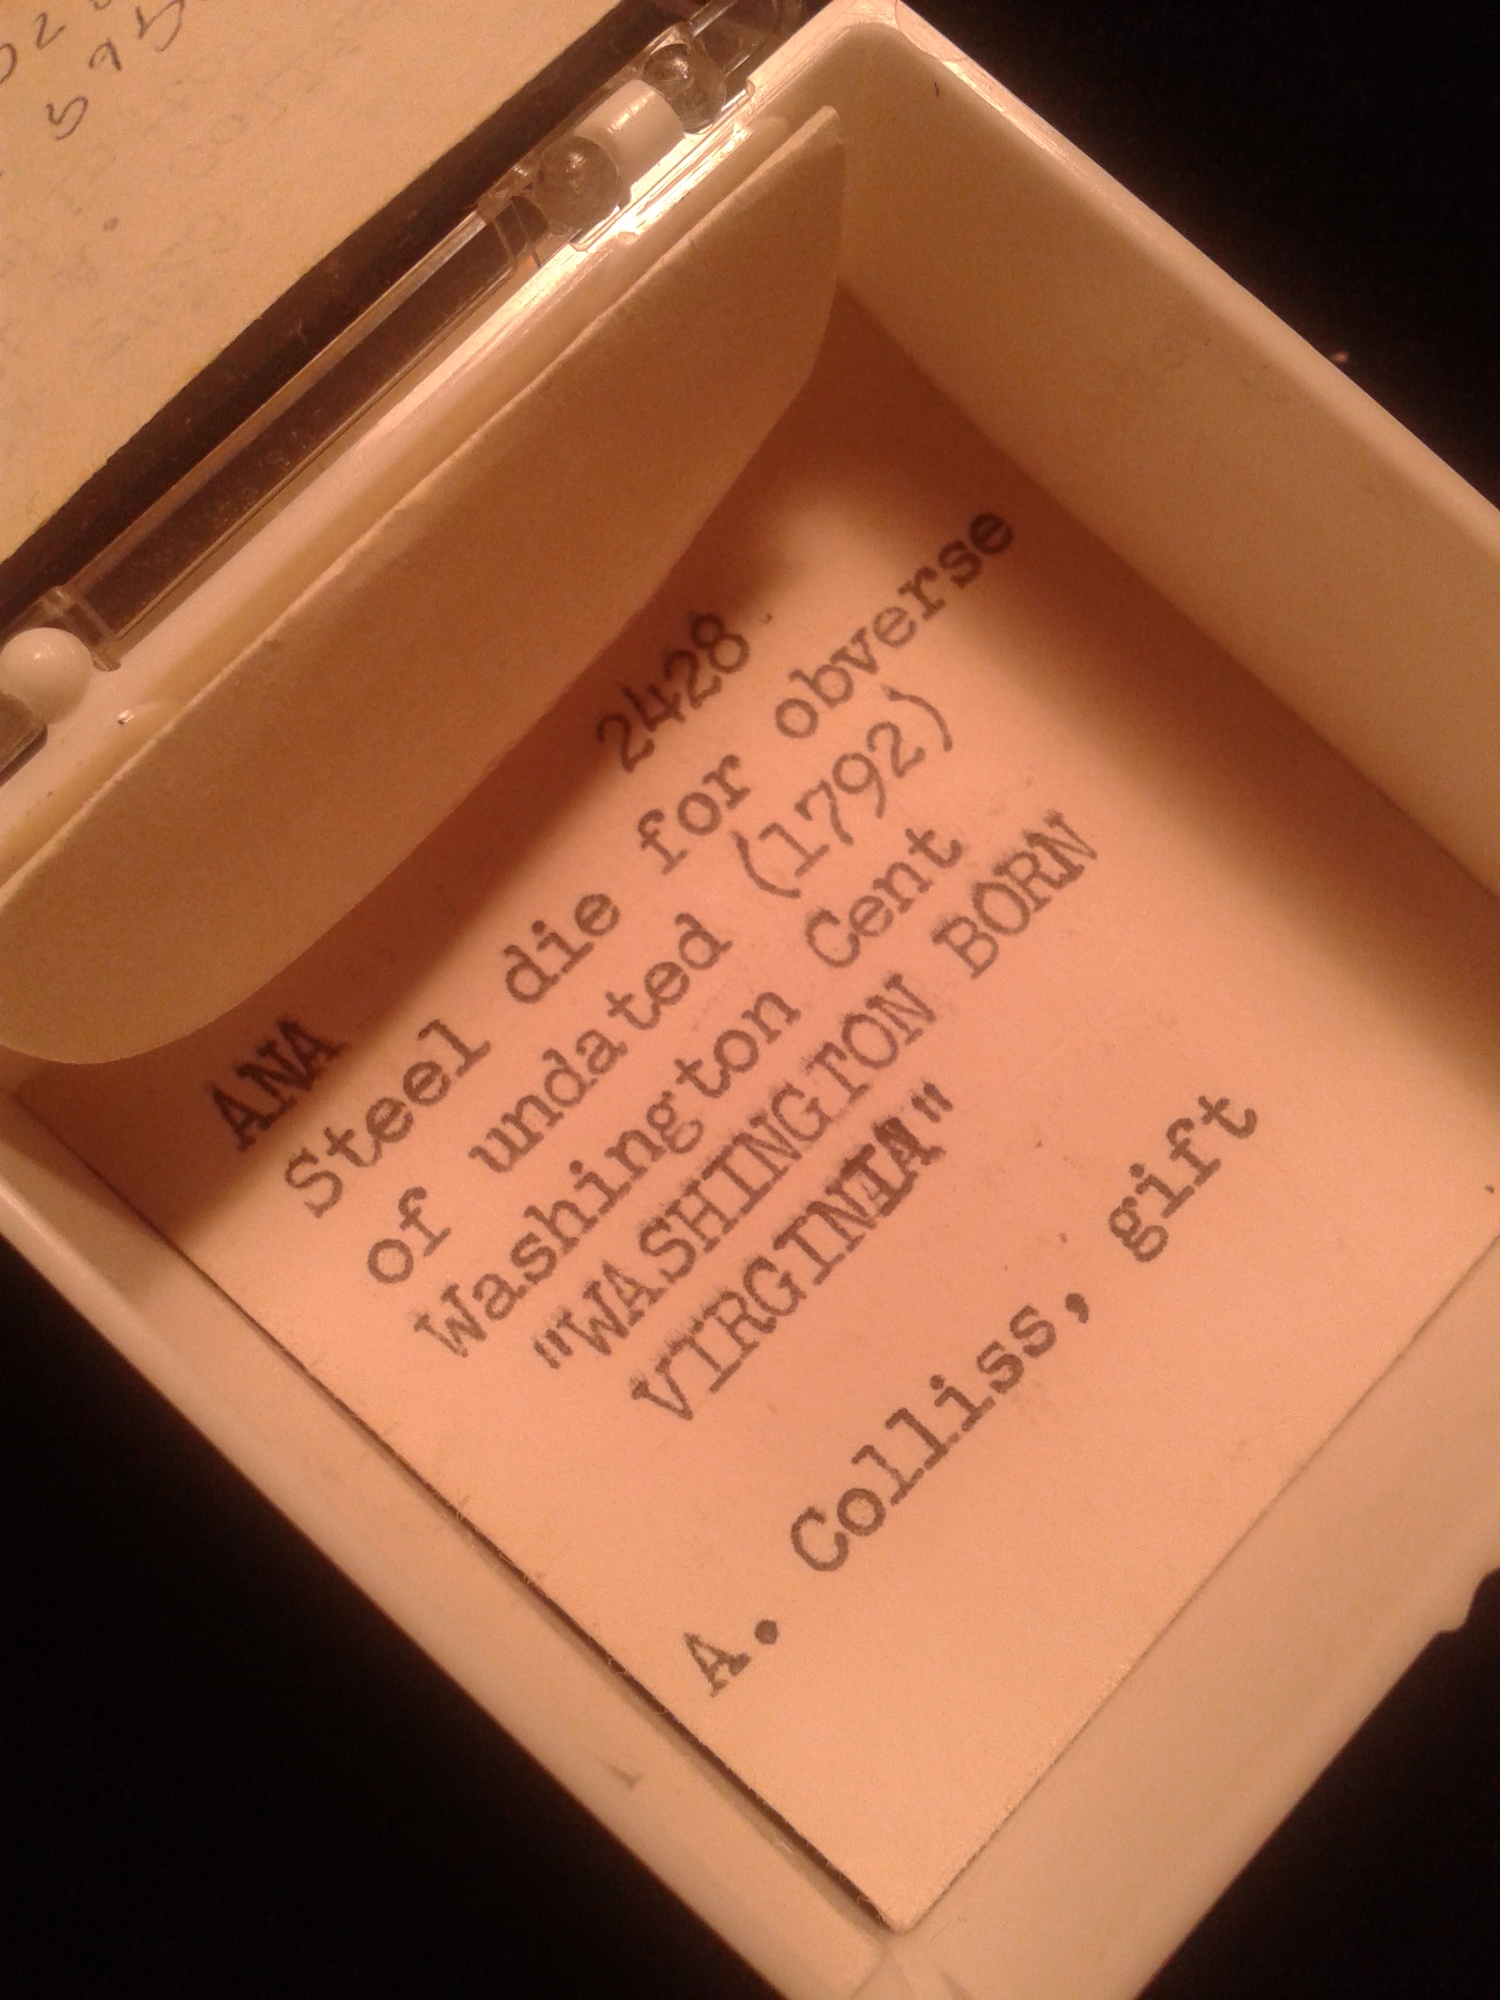 ANA 2428
Steel die for obverse
of undated (1792)
Washington Cent
"WASHINGTON BORN
VIRGINIA"
A. Colliss, gift